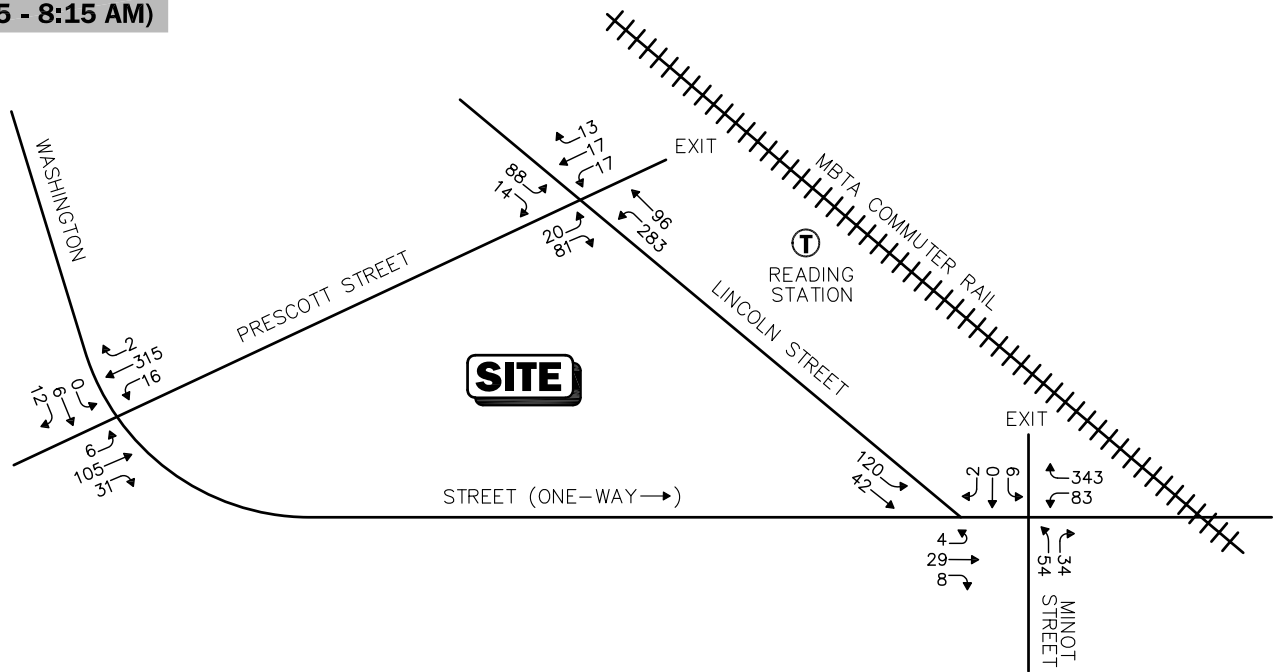 5 - 8:15 AM)
WASHINGTON
PRESCOTT STREET
EXIT
13
17
17
88
14
20
81
96
283
MBTA COMMUTER RAIL
T
READING
STATION
LINCOLN STREET
SITE
2
315
16
0
6
12
6
105
31
STREET (ONE-WAY→)
120
42
EXIT
2
0
9
343
83
4
29
8
54
34
MINOT
STREET